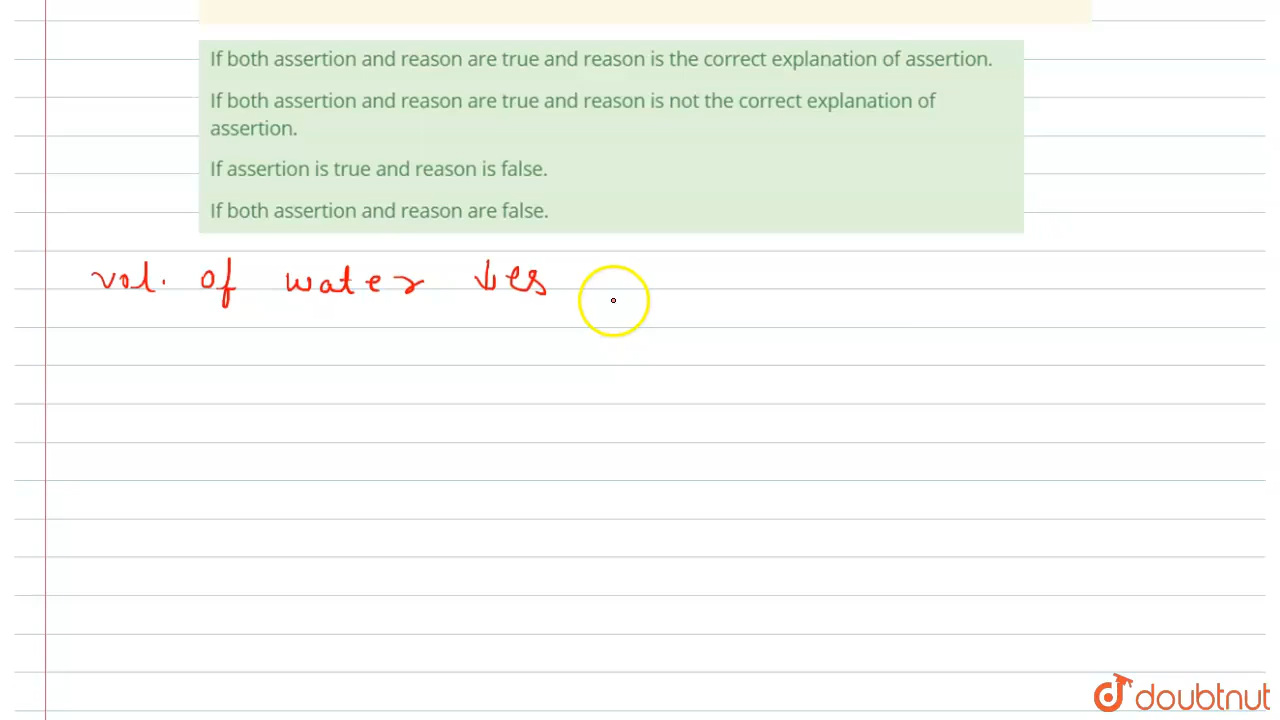 If both assertion and reason are true and reason is the correct explanation of assertion.
If both assertion and reason are true and reason is not the correct explanation of
assertion.
If assertion is true and reason is false.
If both assertion and reason are false.
vol. of water ↓es
doubtnut